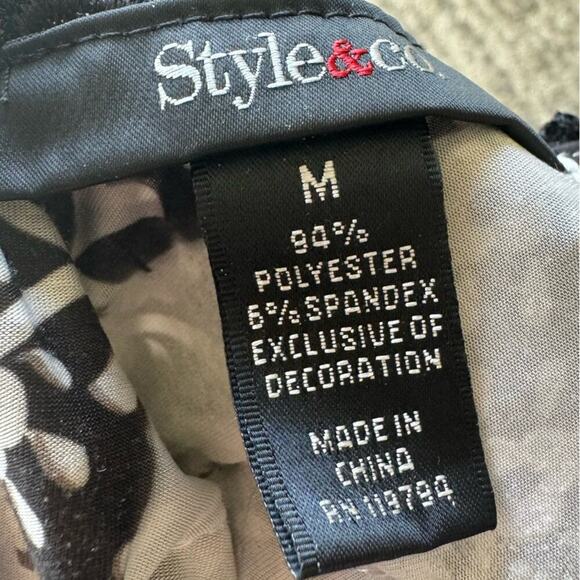 Style&co.
M
94%
POLYESTER
6% SPANDEX
EXCLUSIVE OF
DECORATION
MADE IN
CHINA
RN 119794